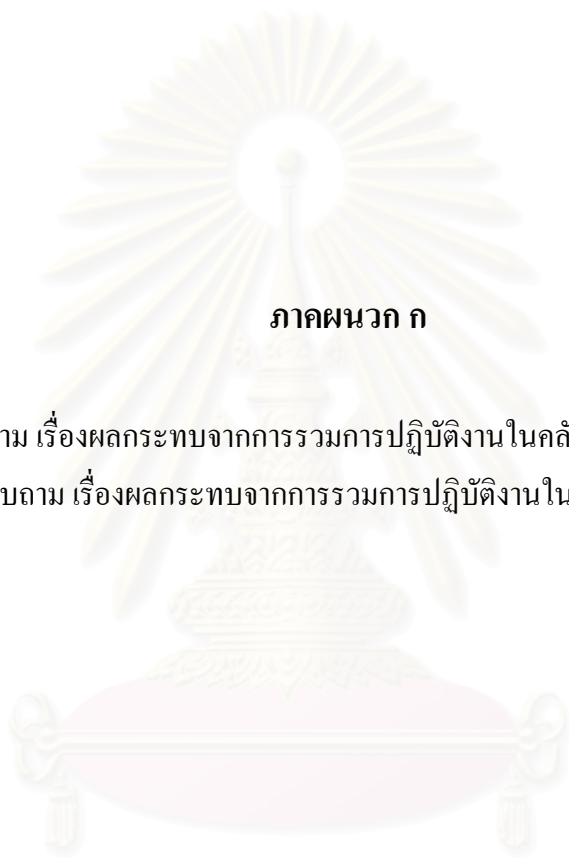 ภาคผนวก ก
เรื่องผลกระทบจากการรวมการปฏิบัติงานในคลั
เรื่องผลกระทบจากการรวมการปฏิบัติงานใน